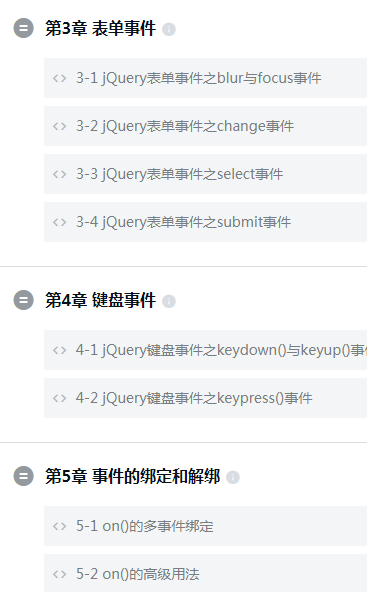 第3章 表单事件
3-1 jQuery表单事件之blur与focus事件
3-2 jQuery表单事件之change事件
3-3 jQuery表单事件之select事件
3-4 jQuery表单事件之submit事件
第4章 键盘事件
4-1 jQuery键盘事件之keydown()与keyup()事件
4-2 jQuery键盘事件之keypress()事件
第5章 事件的绑定和解绑
5-1 on()的多事件绑定
5-2 on()的高级用法